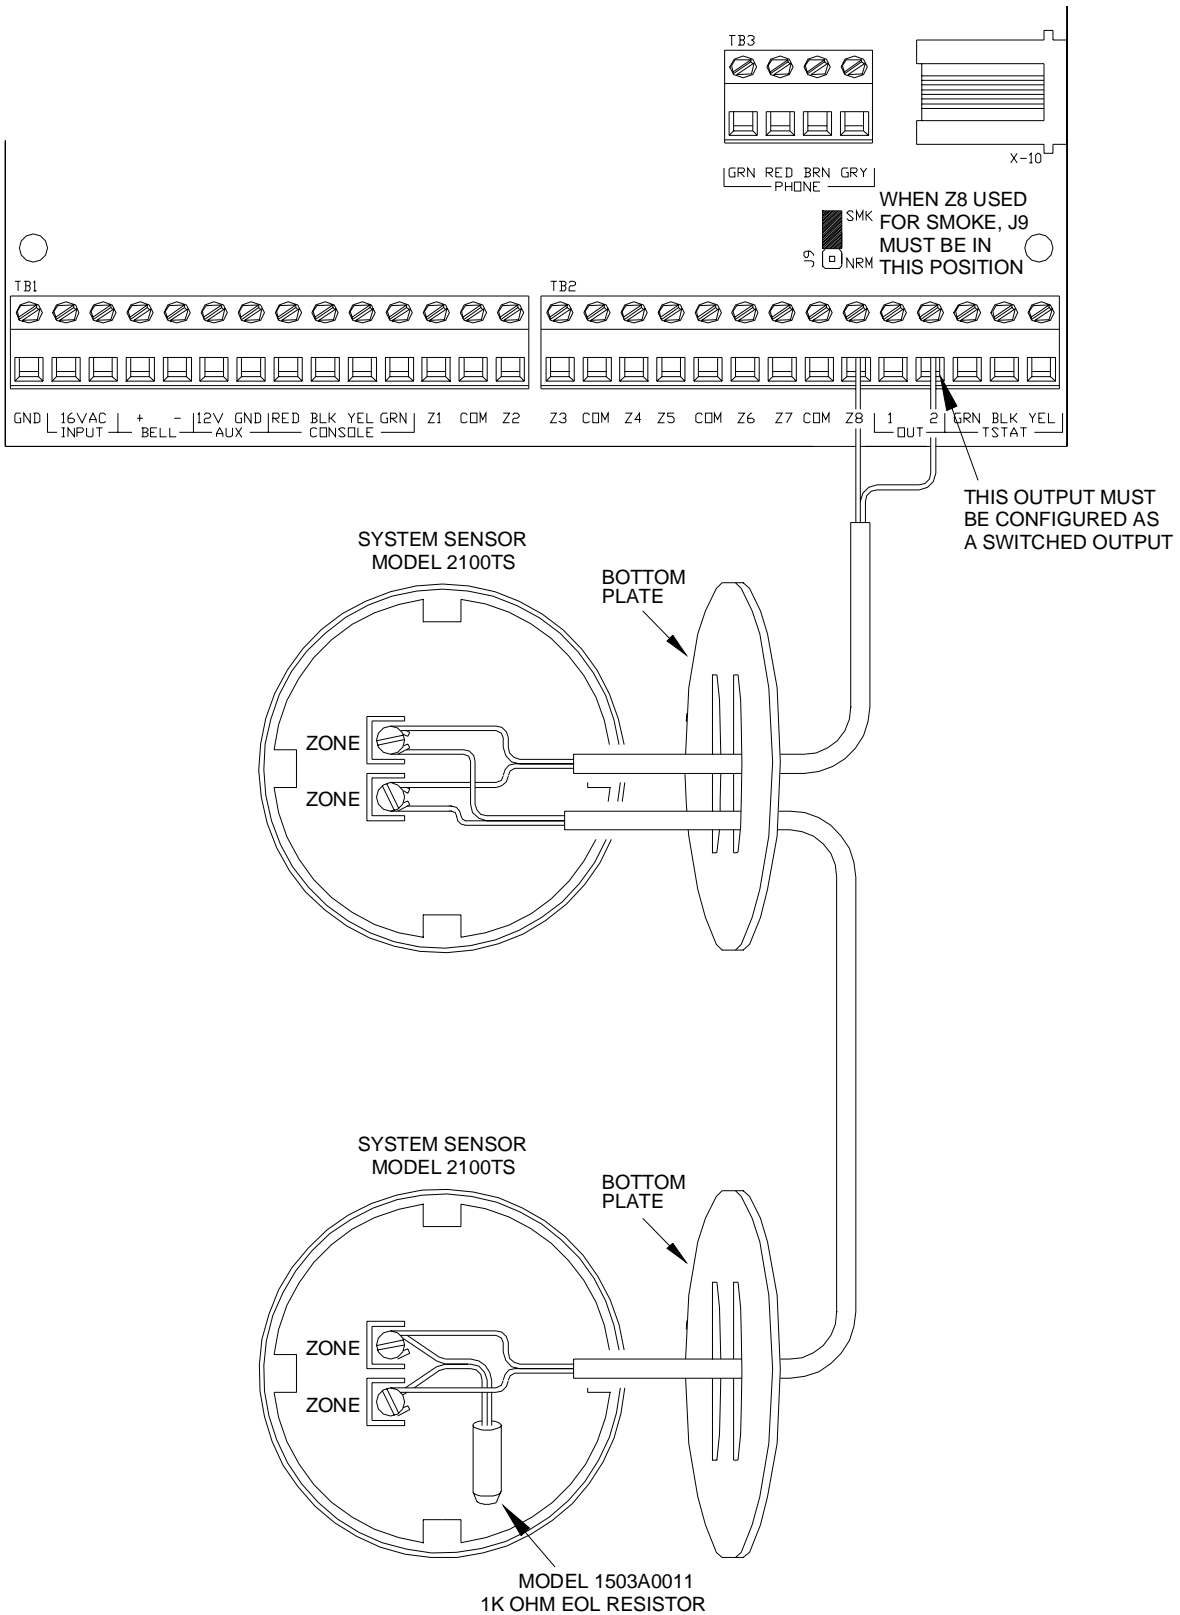 TB3
X-10
GRN RED BRN GRY
PHONE
WHEN Z8 USED
FOR SMOKE, J9
MUST BE IN
THIS POSITION
SMK
J9
NRM
TB1
TB2
GND 16VAC + - 12V GND RED BLK YEL GRN Z1 COM Z2
INPUT BELL AUX CONSOLE
Z3 COM Z4 Z5 COM Z6 Z7 COM Z8 1 2 GRN BLK YEL
OUT TSTAT
THIS OUTPUT MUST
BE CONFIGURED AS
A SWITCHED OUTPUT
SYSTEM SENSOR
MODEL 2100TS
BOTTOM
PLATE
ZONE
ZONE
SYSTEM SENSOR
MODEL 2100TS
BOTTOM
PLATE
ZONE
ZONE
MODEL 1503A0011
1K OHM EOL RESISTOR